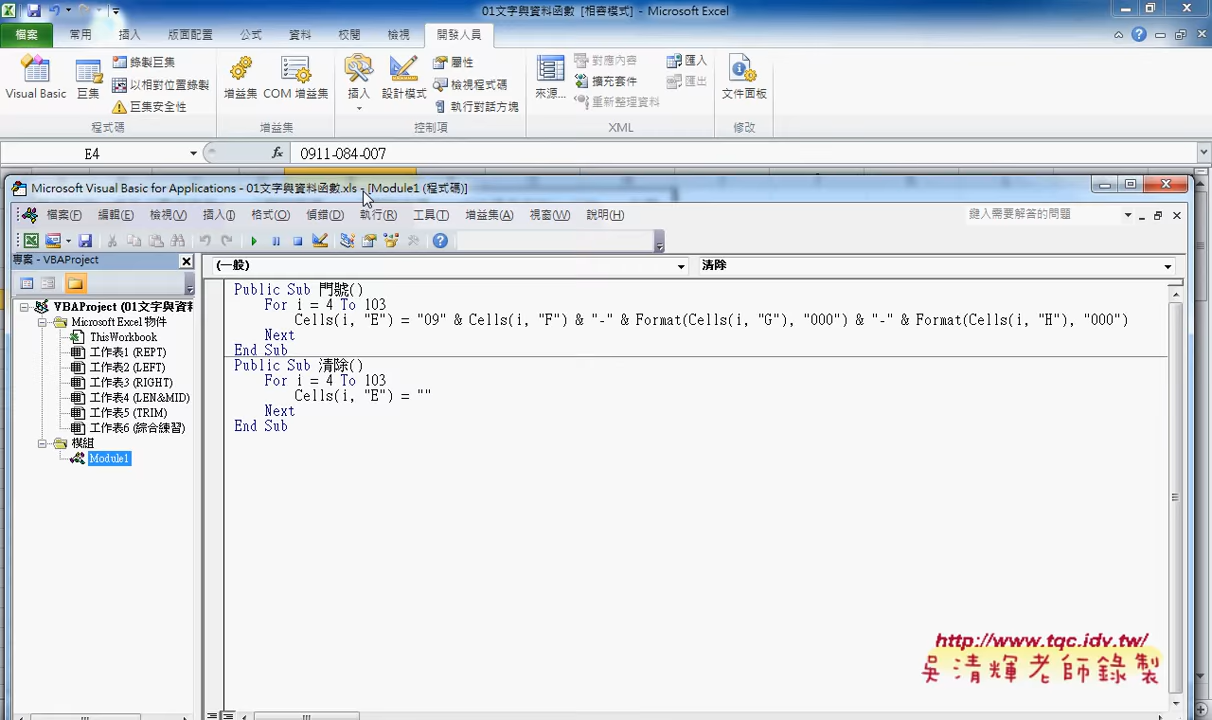 01文字與資料函數 [相容模式] - Microsoft Excel
檔案 常用 插入 版面配置 公式 資料 校閱 檢視 開發人員
Visual Basic 巨集 錄製巨集 以相對位置錄製 巨集安全性 增益集 COM 增益集 插入 設計模式 屬性 檢視程式碼 執行對話方塊 來源... 對應內容 擴充套件 重新整理資料 匯入 匯出 文件面板
程式碼 增益集 控制項 XML 修改
E4 fx 0911-084-007
Microsoft Visual Basic for Applications - 01文字與資料函數.xls - [Module1 (程式碼)]
檔案(F) 編輯(E) 檢視(V) 插入(I) 格式(O) 偵錯(D) 執行(R) 工具(T) 增益集(A) 視窗(W) 說明(H) 鍵入需要解答的問題
專案 - VBAProject
(一般) 清除
VBAProject (01文字與資料
Microsoft Excel 物件
ThisWorkbook
工作表1 (REPT)
工作表2 (LEFT)
工作表3 (RIGHT)
工作表4 (LEN&MID)
工作表5 (TRIM)
工作表6 (綜合練習)
模組
Module1
Public Sub 門號()
For i = 4 To 103
Cells(i, "E") = "09" & Cells(i, "F") & "-" & Format(Cells(i, "G"), "000") & "-" & Format(Cells(i, "H"), "000")
Next
End Sub
Public Sub 清除()
For i = 4 To 103
Cells(i, "E") = ""
Next
End Sub
http://www.tqc.idv.tw/
吳清輝老師錄製